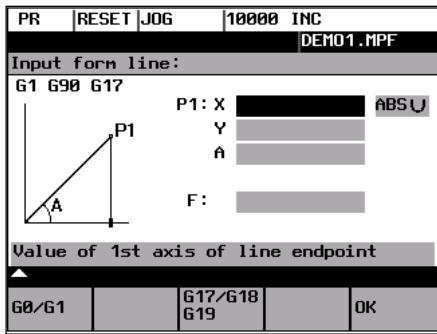 PR RESET JOG 10000 INC
DEMO1.MPF
Input form line:
G1 G90 G17
P1: X ABS
Y
P1
A
A
F:
Value of 1st axis of line endpoint
G0/G1 G17/G18 G19 OK